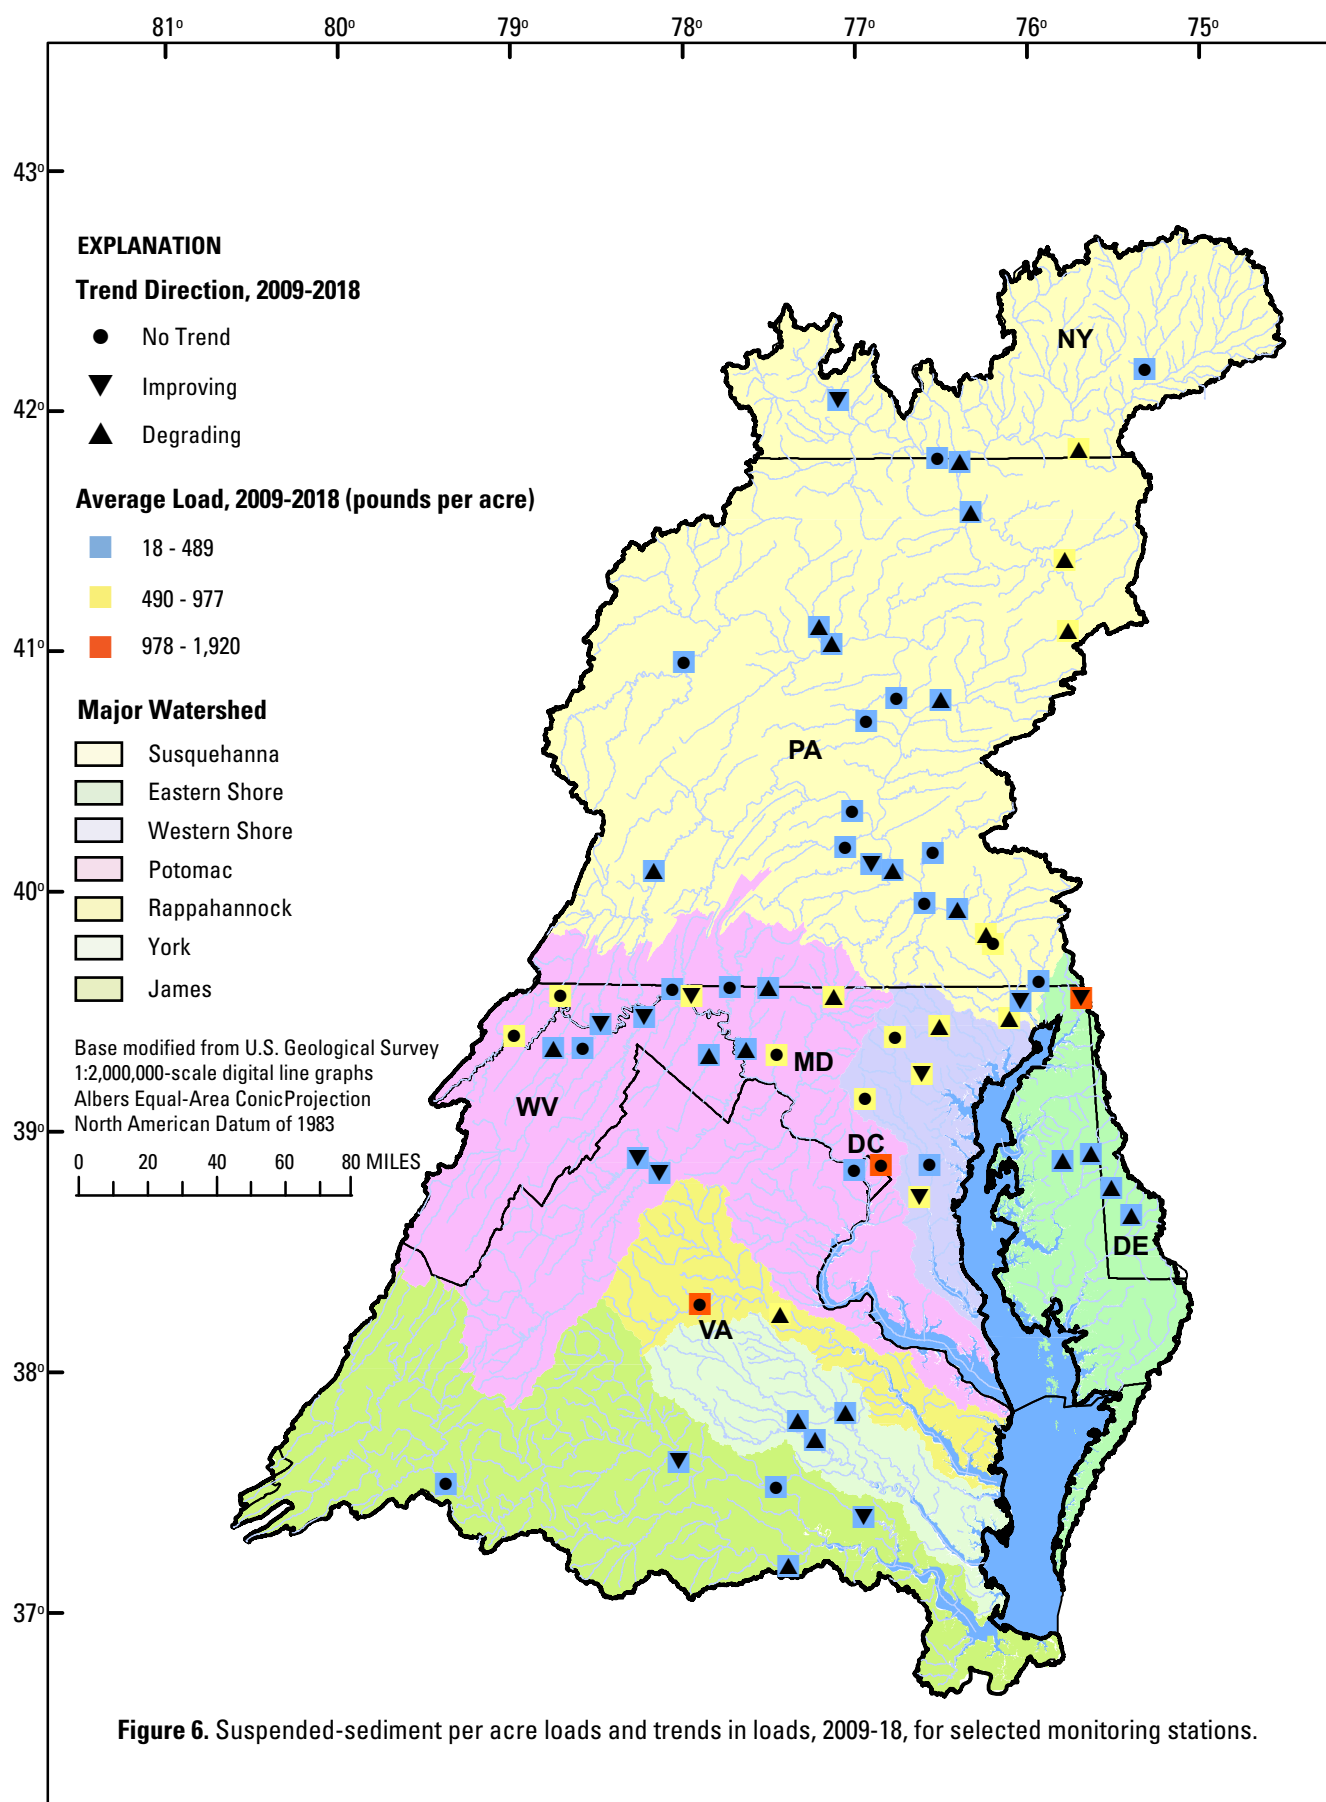 81° 80° 79° 78° 77° 76° 75°
43°
42°
41°
40°
39°
38°
37°
EXPLANATION
Trend Direction, 2009-2018
No Trend
Improving
Degrading
Average Load, 2009-2018 (pounds per acre)
18 - 489
490 - 977
978 - 1,920
Major Watershed
Susquehanna
Eastern Shore
Western Shore
Potomac
Rappahannock
York
James
Base modified from U.S. Geological Survey
1:2,000,000-scale digital line graphs
Albers Equal-Area ConicProjection
North American Datum of 1983
0 20 40 60 80 MILES
NY
PA
MD
WV
DC
DE
VA
Figure 6. Suspended-sediment per acre loads and trends in loads, 2009-18, for selected monitoring stations.